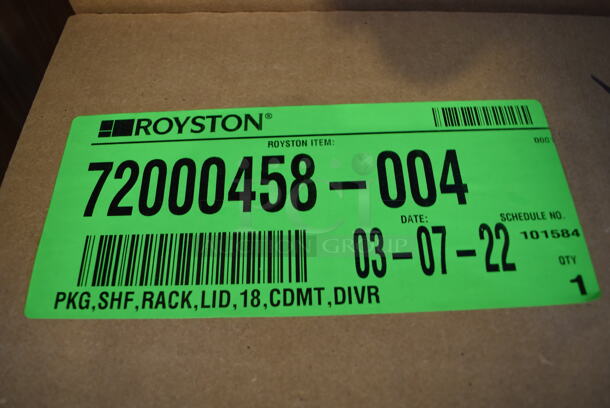 ROYSTON®
ROYSTON ITEM:
72000458-004
DATE:
SCHEDULE NO.
03-07-22
101584
QTY
1
PKG,SHF,RACK,LID,18,CDMT,DIVR